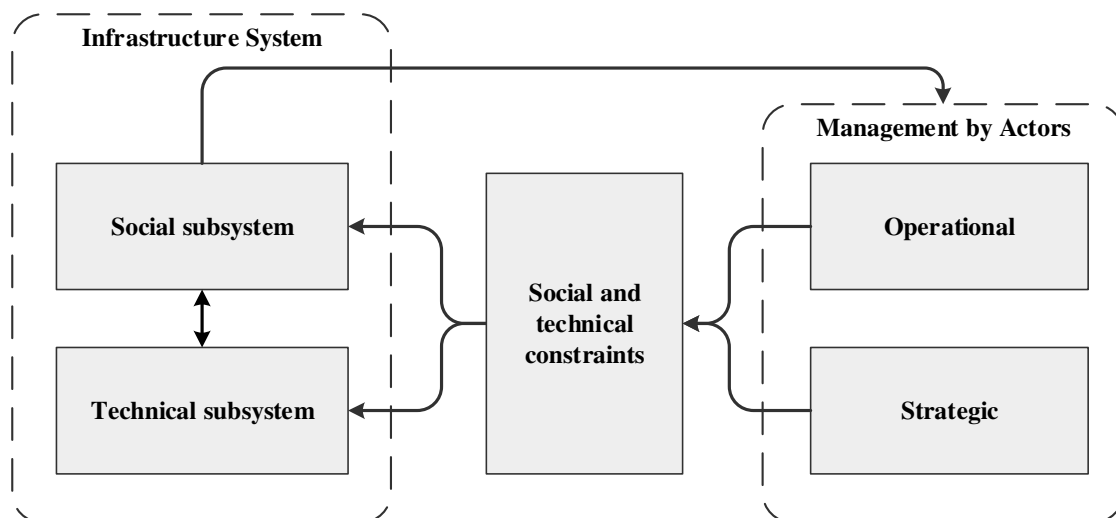 Infrastructure System
Management by Actors
Social subsystem
Operational
Social and
technical
constraints
Technical subsystem
Strategic